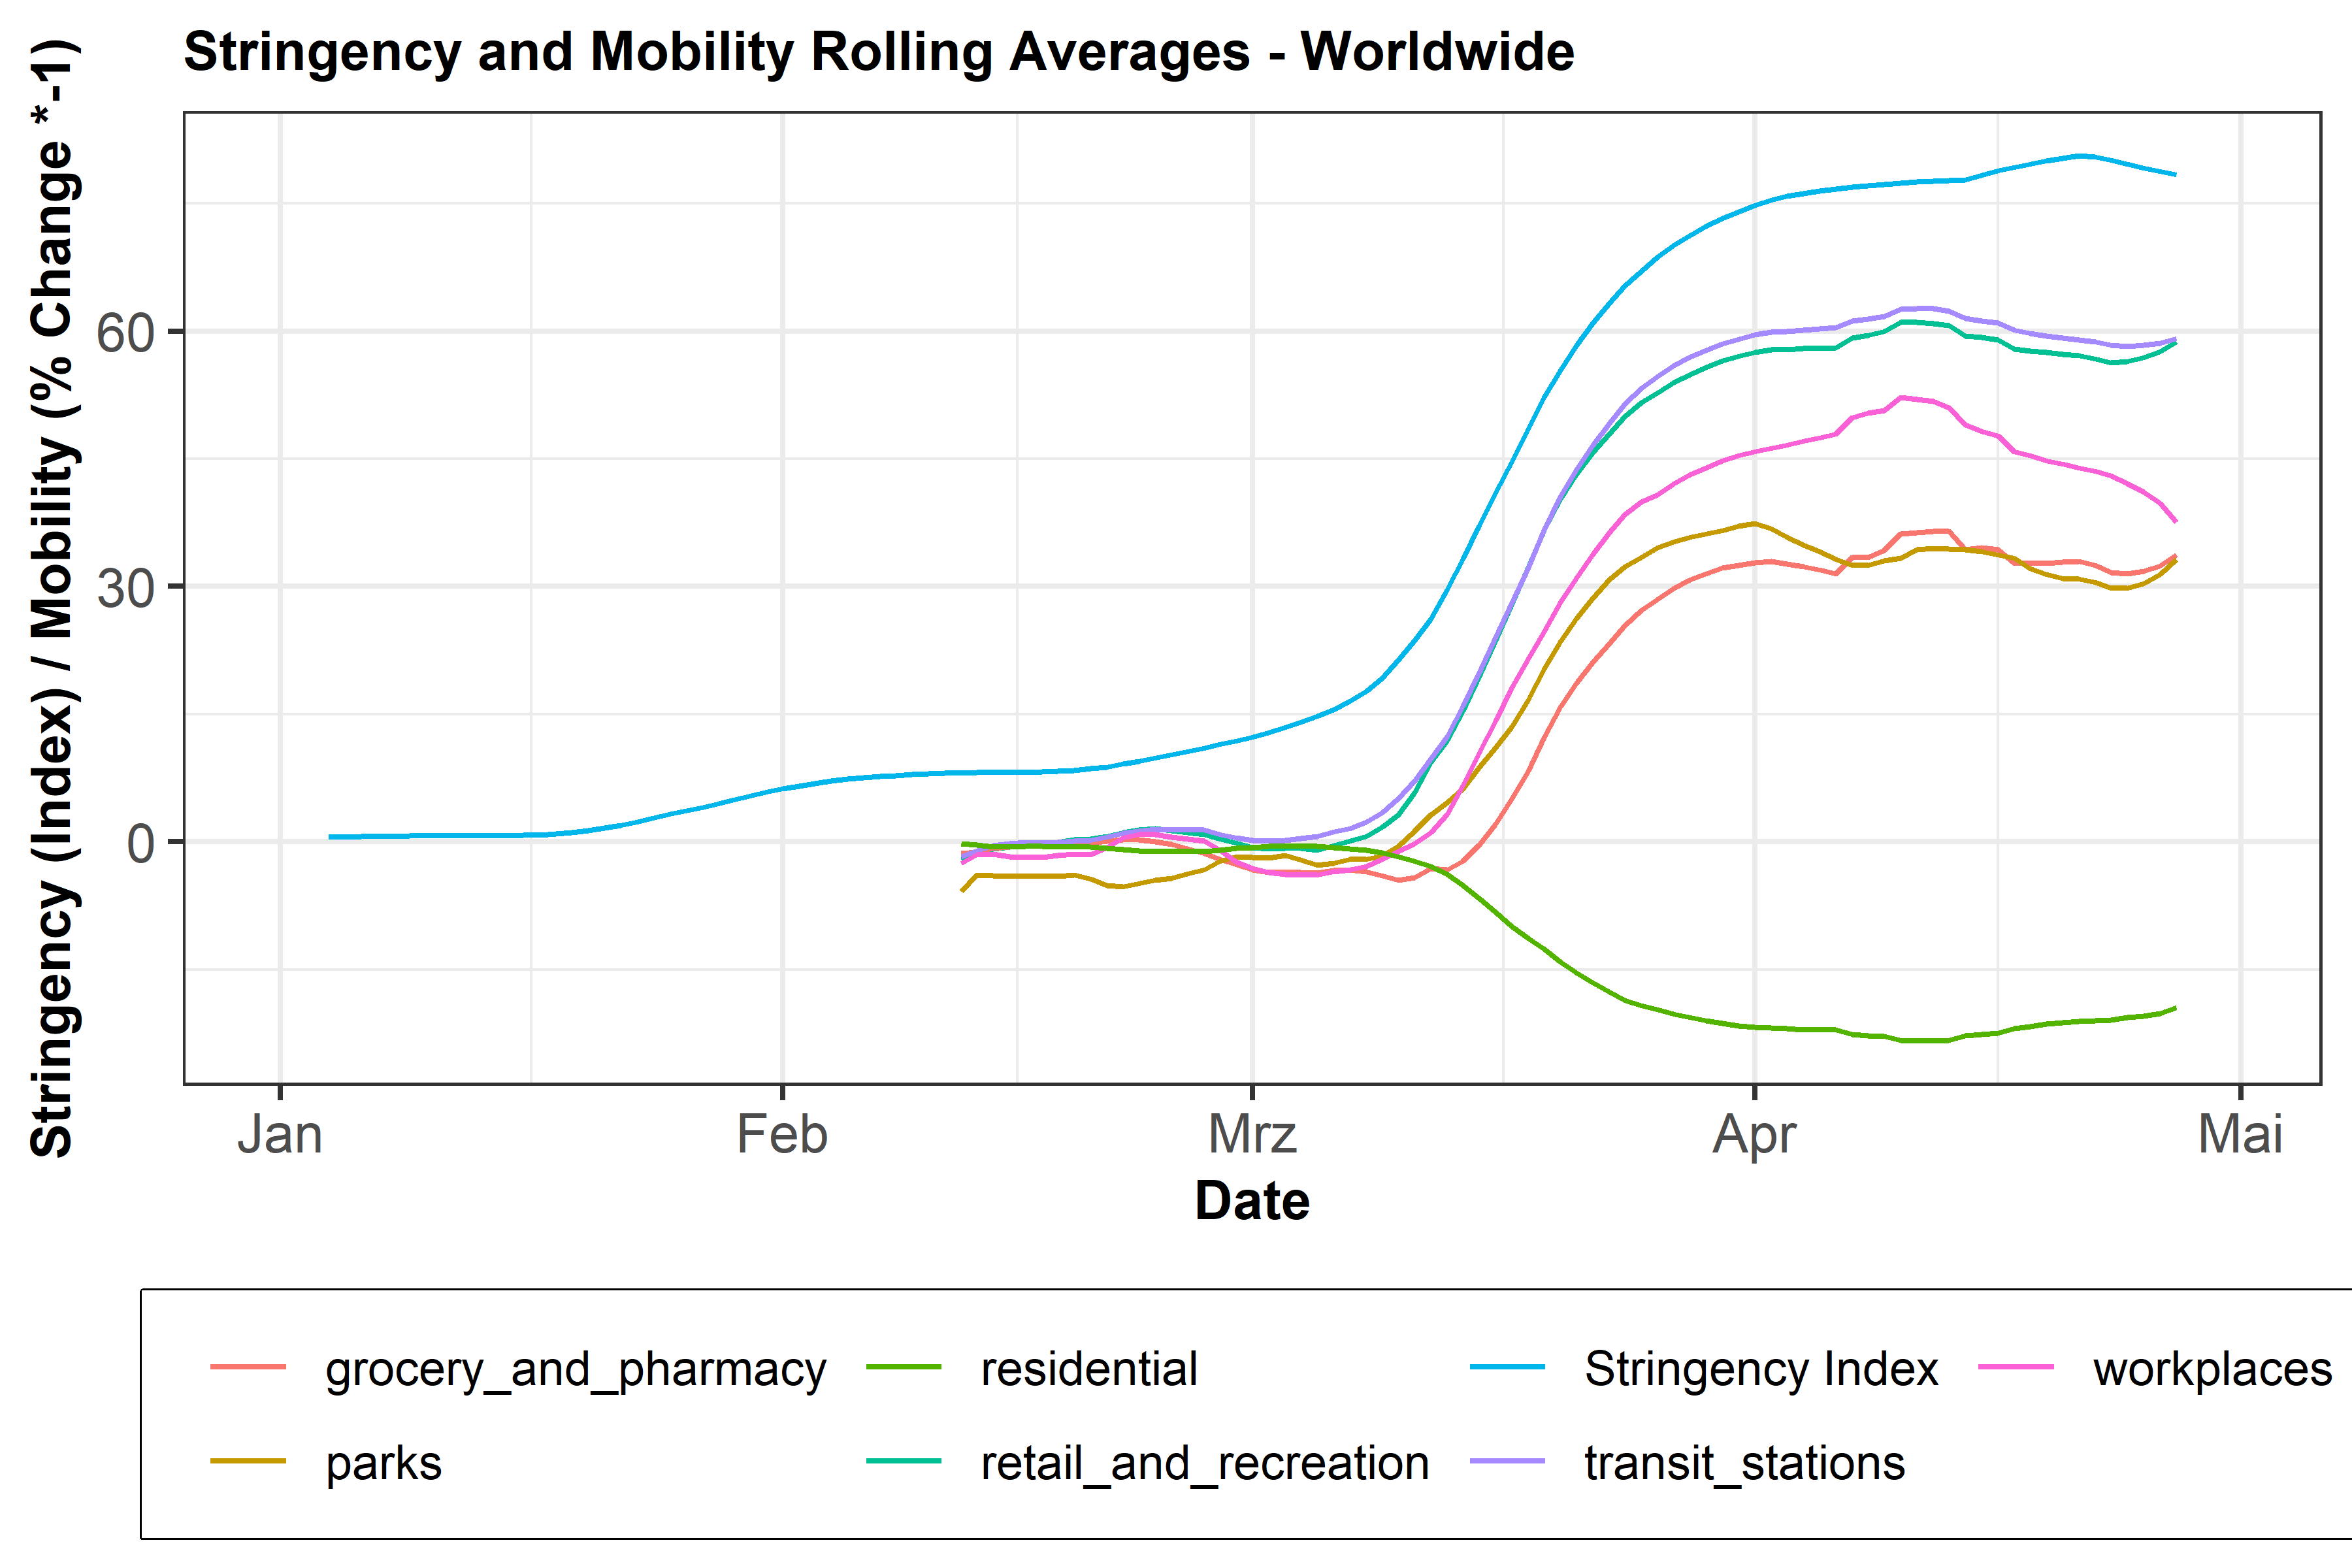 Stringency and Mobility Rolling Averages - Worldwide
Stringency (Index) / Mobility (% Change *-1)
60
30
0
Jan Feb Mrz Apr Mai
Date
grocery_and_pharmacy residential Stringency Index workplaces
parks retail_and_recreation transit_stations